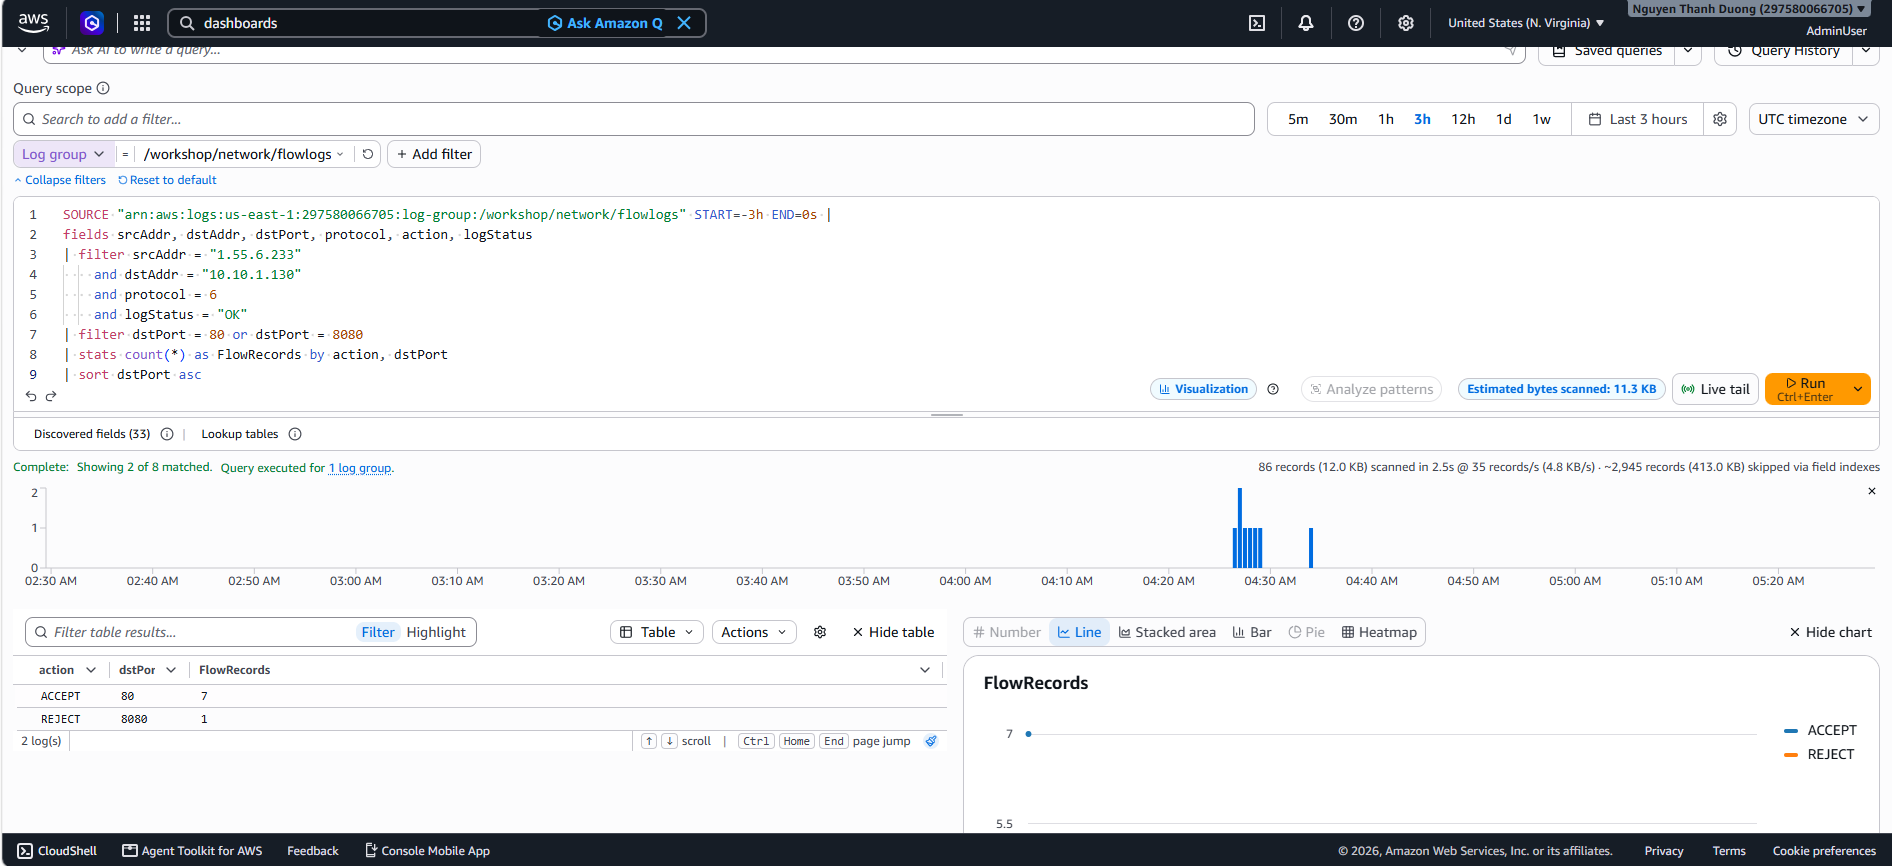 aws
dashboards
Ask Amazon Q
United States (N. Virginia) ▼
Nguyen Thanh Duong (297580066705) ▼
AdminUser
Ask AI to write a query...
Saved queries
Query History
Query scope
Search to add a filter...
5m 30m 1h 3h 12h 1d 1w Last 3 hours
UTC timezone
Log group = /workshop/network/flowlogs
+ Add filter
Collapse filters
Reset to default
1 SOURCE "arn:aws:logs:us-east-1:297580066705:log-group:/workshop/network/flowlogs" START=-3h END=0s |
2 fields srcAddr, dstAddr, dstPort, protocol, action, logStatus
3 | filter srcAddr = "1.55.6.233"
4 and dstAddr = "10.10.1.130"
5 and protocol = 6
6 and logStatus = "OK"
7 | filter dstPort = 80 or dstPort = 8080
8 | stats count(*) as FlowRecords by action, dstPort
9 | sort dstPort asc
Visualization
Analyze patterns
Estimated bytes scanned: 11.3 KB
Live tail
Run
Ctrl+Enter
Discovered fields (33) | Lookup tables
Complete: Showing 2 of 8 matched. Query executed for 1 log group.
86 records (12.0 KB) scanned in 2.5s @ 35 records/s (4.8 KB/s) · ~2,945 records (413.0 KB) skipped via field indexes
2
1
0
02:30 AM 02:40 AM 02:50 AM 03:00 AM 03:10 AM 03:20 AM 03:30 AM 03:40 AM 03:50 AM 04:00 AM 04:10 AM 04:20 AM 04:30 AM 04:40 AM 04:50 AM 05:00 AM 05:10 AM 05:20 AM
Filter table results...
Filter Highlight
Table
Actions
Hide table
action dstPor FlowRecords
ACCEPT 80 7
REJECT 8080 1
2 log(s)
↑ ↓ scroll | Ctrl Home End page jump
# Number Line Stacked area Bar Pie Heatmap
Hide chart
FlowRecords
7
5.5
ACCEPT
REJECT
CloudShell
Agent Toolkit for AWS
Feedback
Console Mobile App
© 2026, Amazon Web Services, Inc. or its affiliates.
Privacy
Terms
Cookie preferences